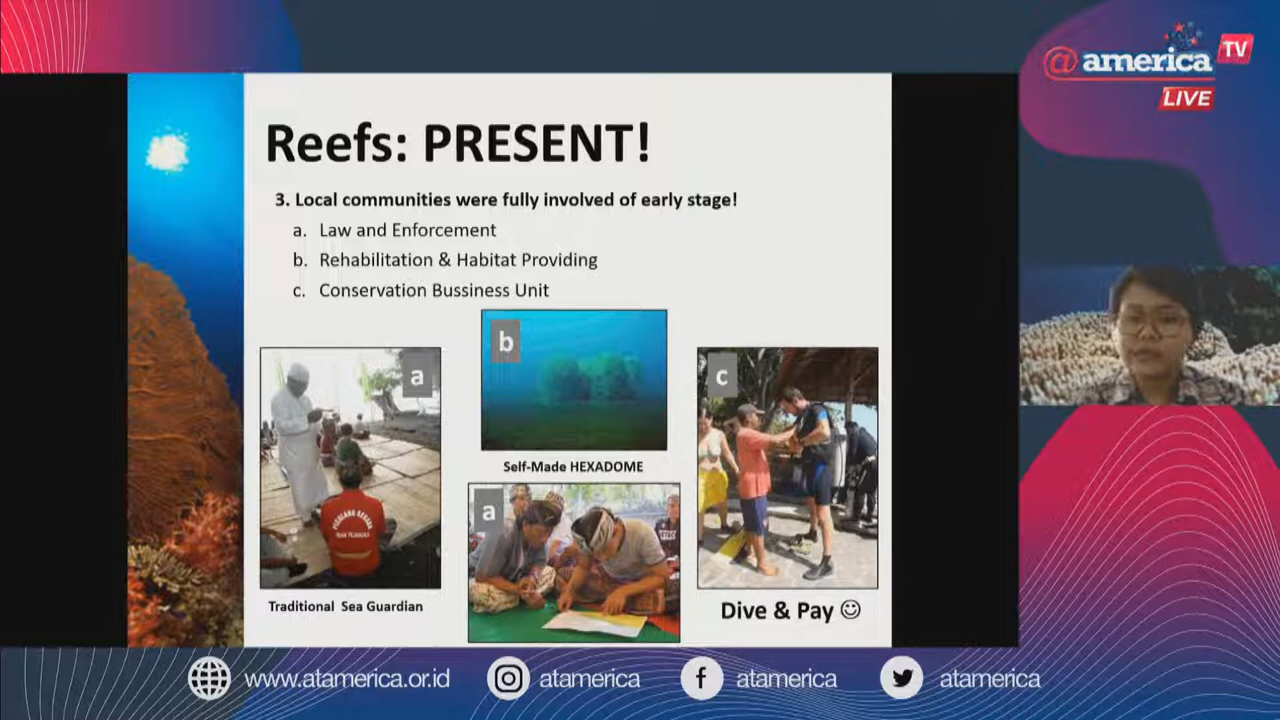 @america TV
LIVE
Reefs: PRESENT!
3. Local communities were fully involved of early stage!
a. Law and Enforcement
b. Rehabilitation & Habitat Providing
c. Conservation Bussiness Unit
a
PECALANG SEGARA
Traditional Sea Guardian
b
Self-Made HEXADOME
a
c
Dive & Pay ☺
www.atamerica.or.id
atamerica
atamerica
atamerica